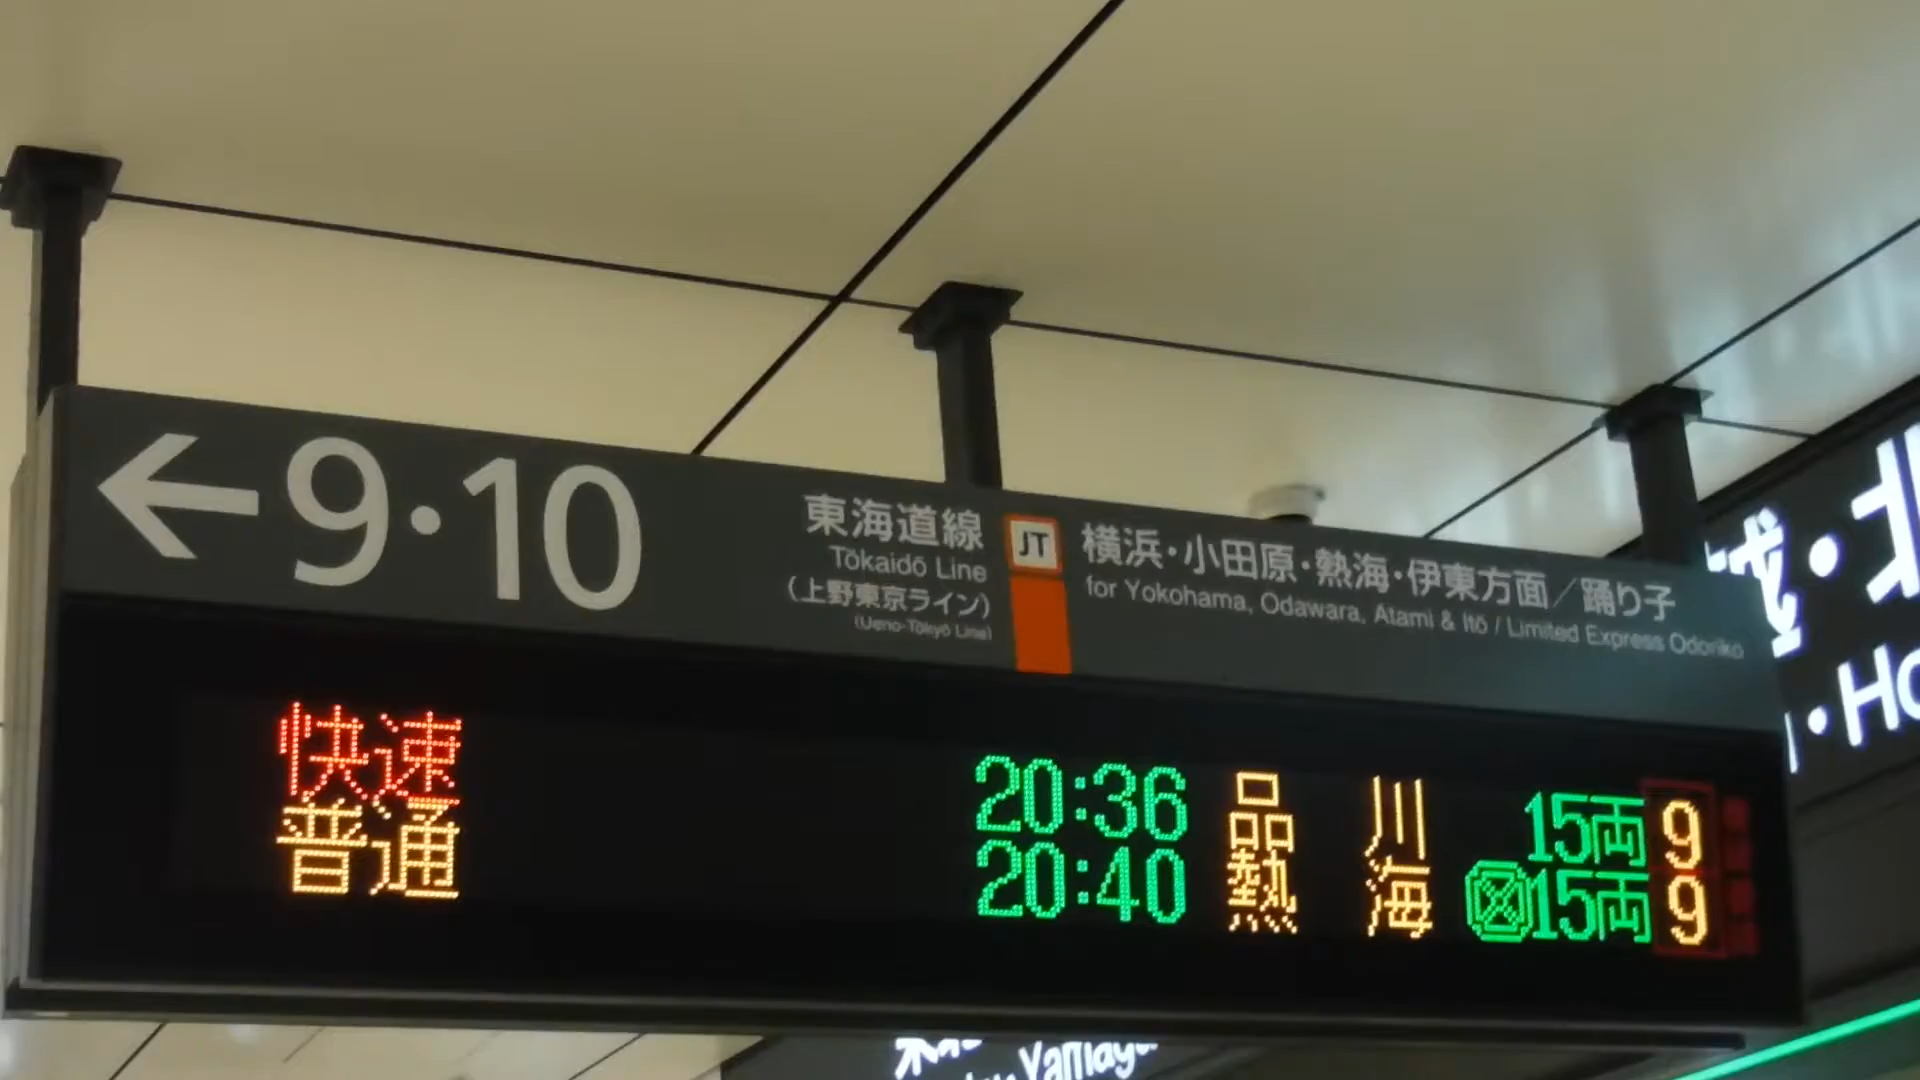 ←9・10
東海道線
Tōkaidō Line
（上野東京ライン）
(Ueno-Tōkyō Line)
JT
横浜・小田原・熱海・伊東方面／踊り子
for Yokohama, Odawara, Atami & Itō / Limited Express Odoriko
快速 20:36 品川 15両 9
普通 20:40 熱海 15両 9
・北
・Ho
Yamaga